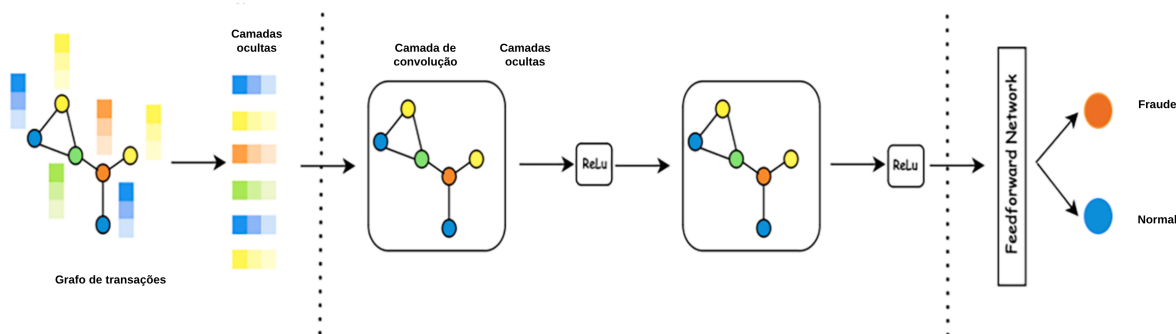 Camadas
ocultas
Camada de
convolução
Camadas
ocultas
ReLu
ReLu
Feedforward Network
Fraude
Normal
Grafo de transações